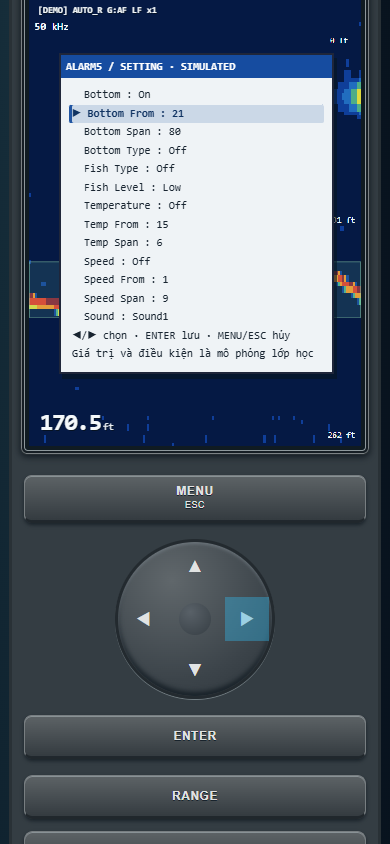 [DEMO] AUTO_R G:AF LF x1
50 kHz
0 ft
ALARMS / SETTING · SIMULATED
Bottom : On
▶ Bottom From : 21
Bottom Span : 80
Bottom Type : Off
Fish Type : Off
Fish Level : Low
Temperature : Off
Temp From : 15
Temp Span : 6
Speed : Off
Speed From : 1
Speed Span : 9
Sound : Sound1
◀/▶ chọn · ENTER lưu · MENU/ESC hủy
Giá trị và điều kiện là mô phỏng lớp học
170.5ft
262 ft
MENU
ESC
▲
◀ ▶
▼
ENTER
RANGE